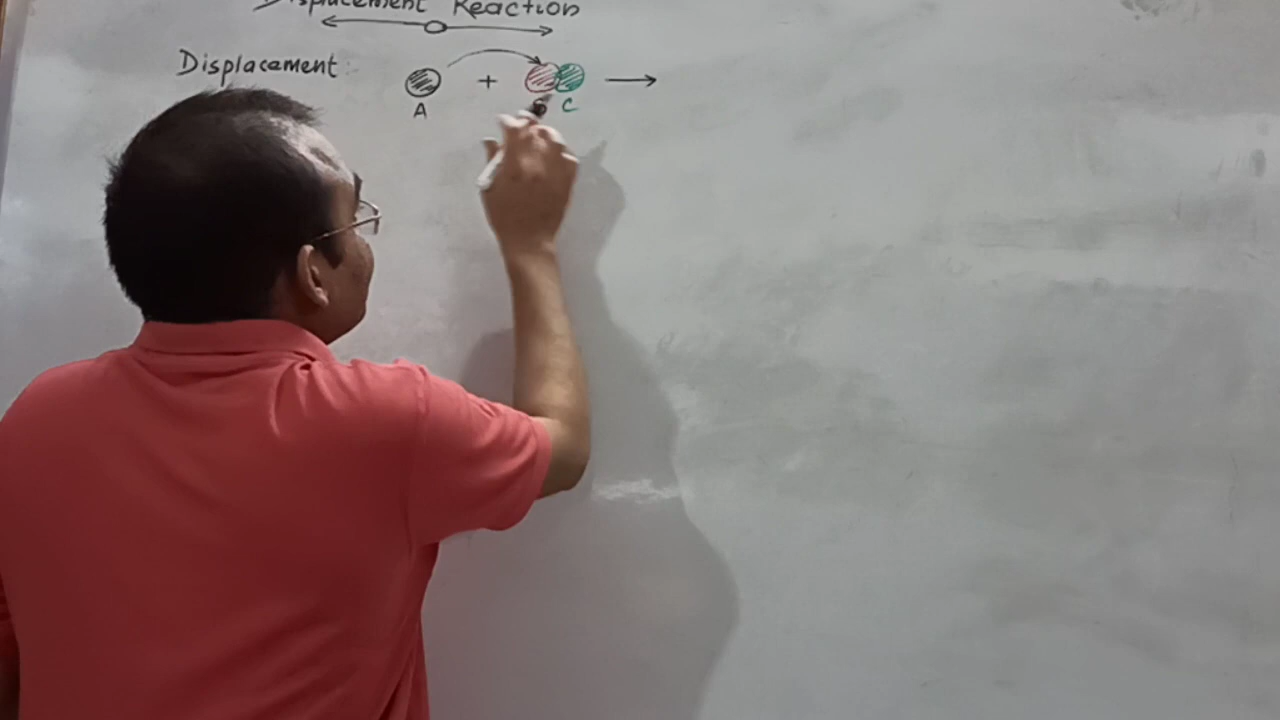 Displacement Reaction
Displacement: A + B C →